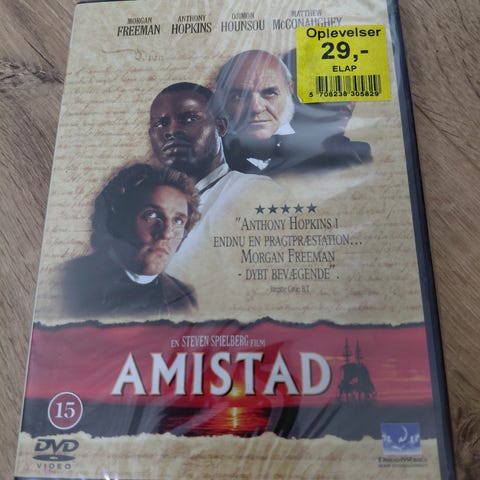 MORGAN FREEMAN
ANTHONY HOPKINS
DJIMON HOUNSOU
MATTHEW McCONAUGHEY
Oplevelser
29,-
ELAP
5 706238 305829
"ANTHONY HOPKINS I
ENDNU EN PRAGTPRÆSTATION...
MORGAN FREEMAN
- DYBT BEVÆGENDE".
EN STEVEN SPIELBERG FILM
AMISTAD
15
DVD
VIDEO